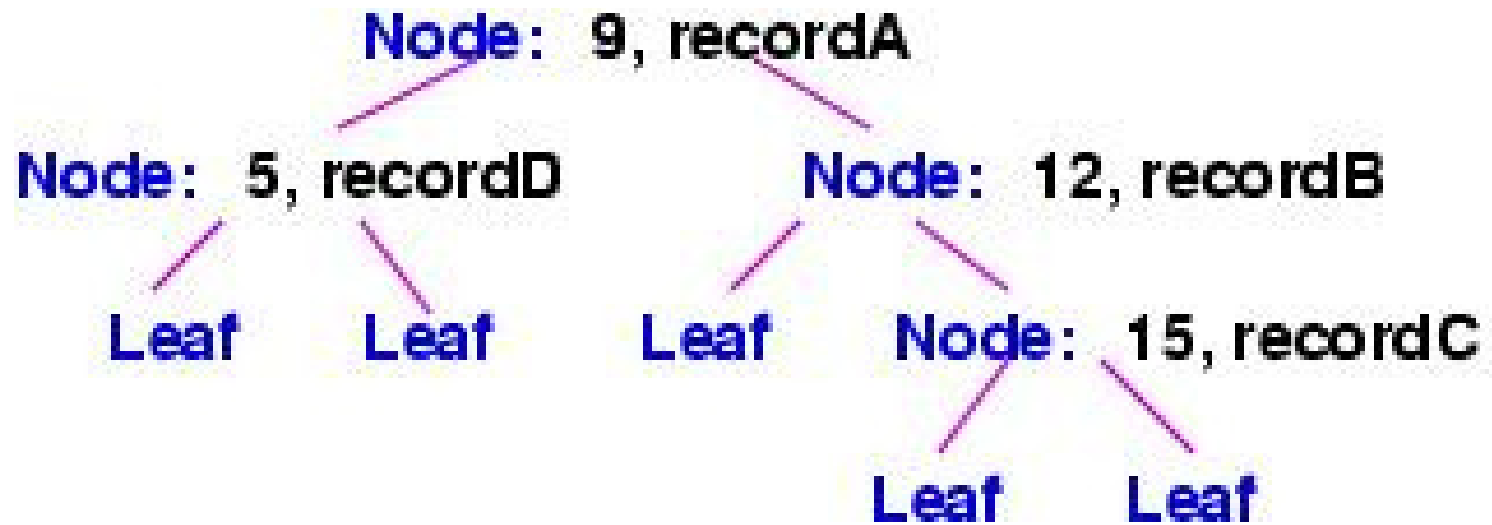 Node: 9, recordA
Node: 5, recordD
Node: 12, recordB
Leaf
Leaf
Leaf
Node: 15, recordC
Leaf
Leaf